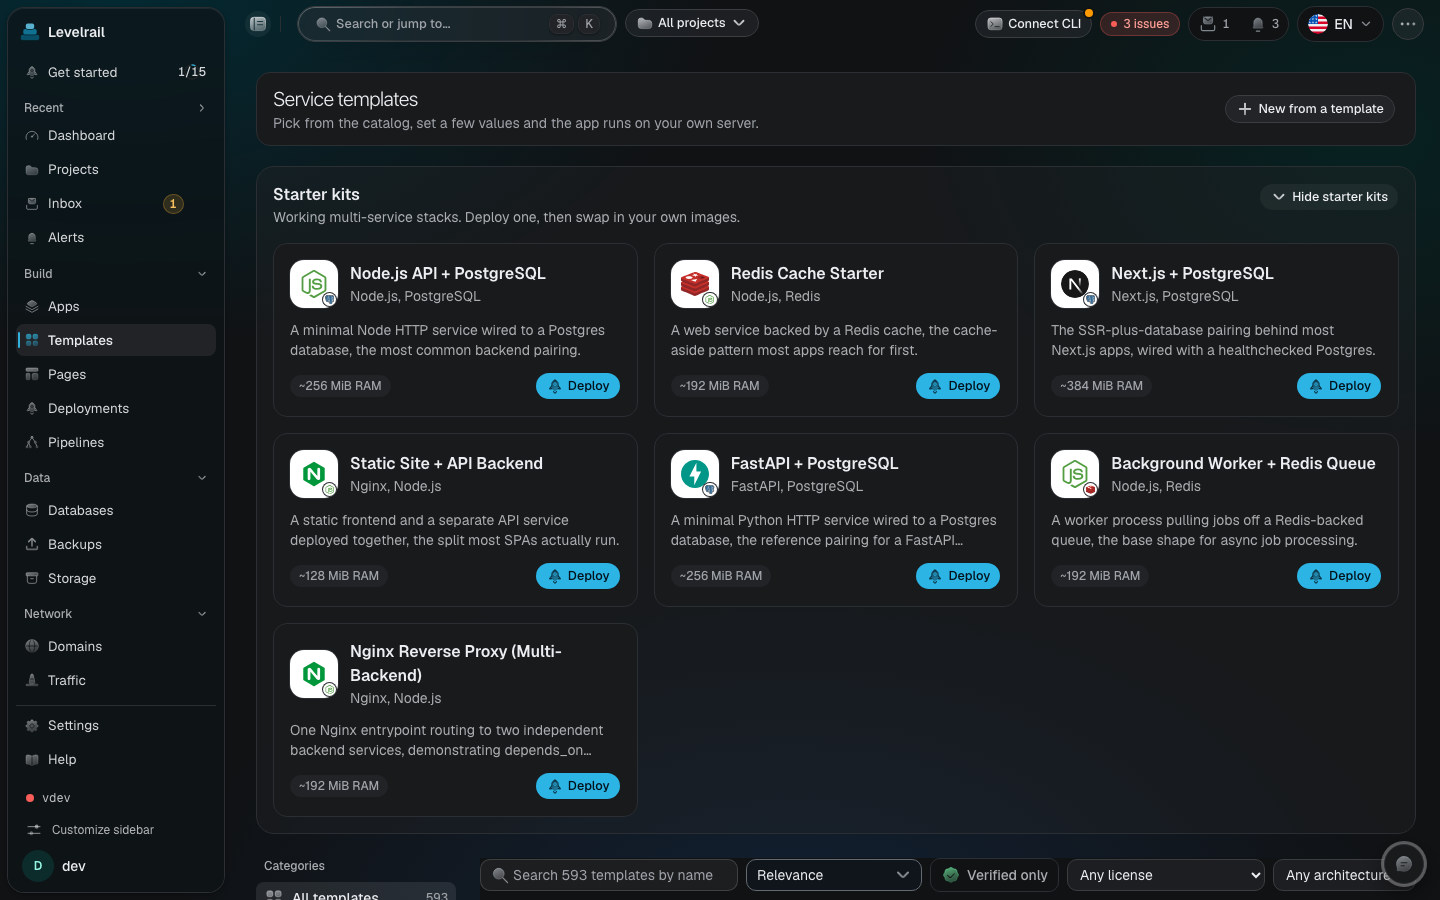 Levelrail
Get started 1/15
Recent
Dashboard
Projects
Inbox 1
Alerts
Build
Apps
Templates
Pages
Deployments
Pipelines
Data
Databases
Backups
Storage
Network
Domains
Traffic
Settings
Help
vdev
Customize sidebar
D dev
Search or jump to... ⌘ K
All projects
Connect CLI
3 issues
1 3
EN
Service templates
Pick from the catalog, set a few values and the app runs on your own server.
New from a template
Starter kits
Working multi-service stacks. Deploy one, then swap in your own images.
Hide starter kits
Node.js API + PostgreSQL
Node.js, PostgreSQL
A minimal Node HTTP service wired to a Postgres
database, the most common backend pairing.
~256 MiB RAM
Deploy
Redis Cache Starter
Node.js, Redis
A web service backed by a Redis cache, the cache-
aside pattern most apps reach for first.
~192 MiB RAM
Deploy
Next.js + PostgreSQL
Next.js, PostgreSQL
The SSR-plus-database pairing behind most
Next.js apps, wired with a healthchecked Postgres.
~384 MiB RAM
Deploy
Static Site + API Backend
Nginx, Node.js
A static frontend and a separate API service
deployed together, the split most SPAs actually run.
~128 MiB RAM
Deploy
FastAPI + PostgreSQL
FastAPI, PostgreSQL
A minimal Python HTTP service wired to a Postgres
database, the reference pairing for a FastAPI…
~256 MiB RAM
Deploy
Background Worker + Redis Queue
Node.js, Redis
A worker process pulling jobs off a Redis-backed
queue, the base shape for async job processing.
~192 MiB RAM
Deploy
Nginx Reverse Proxy (Multi-
Backend)
Nginx, Node.js
One Nginx entrypoint routing to two independent
backend services, demonstrating depends_on…
~192 MiB RAM
Deploy
Categories
All templates 593
Search 593 templates by name
Relevance
Verified only
Any license
Any architecture